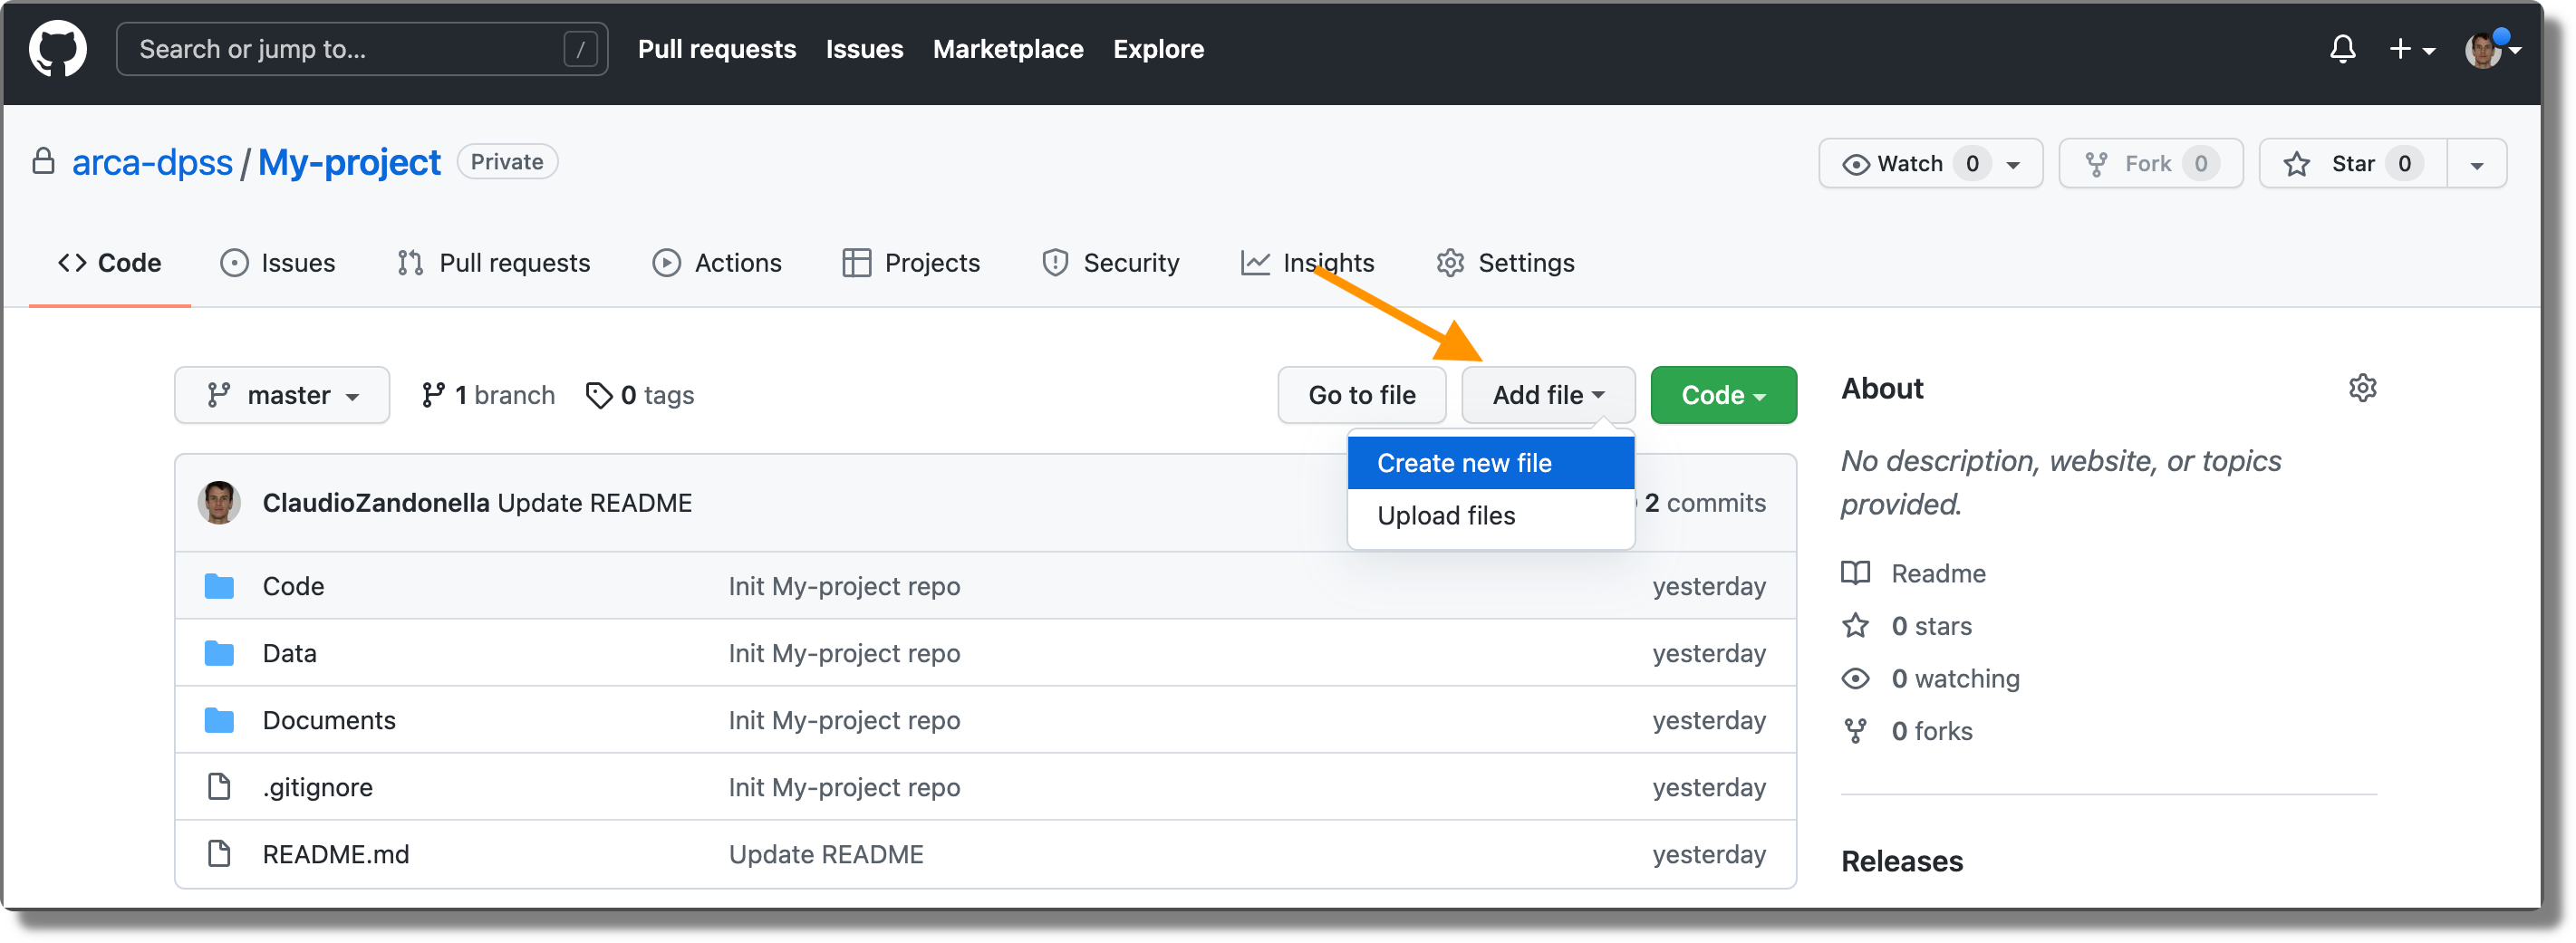 Search or jump to... / Pull requests Issues Marketplace Explore
arca-dpss / My-project Private Watch 0 Fork 0 Star 0
Code Issues Pull requests Actions Projects Security Insights Settings
master 1 branch 0 tags Go to file Add file Code
Create new file
Upload files
ClaudioZandonella Update README 2 commits
Code Init My-project repo yesterday
Data Init My-project repo yesterday
Documents Init My-project repo yesterday
.gitignore Init My-project repo yesterday
README.md Update README yesterday
About
No description, website, or topics
provided.
Readme
0 stars
0 watching
0 forks
Releases